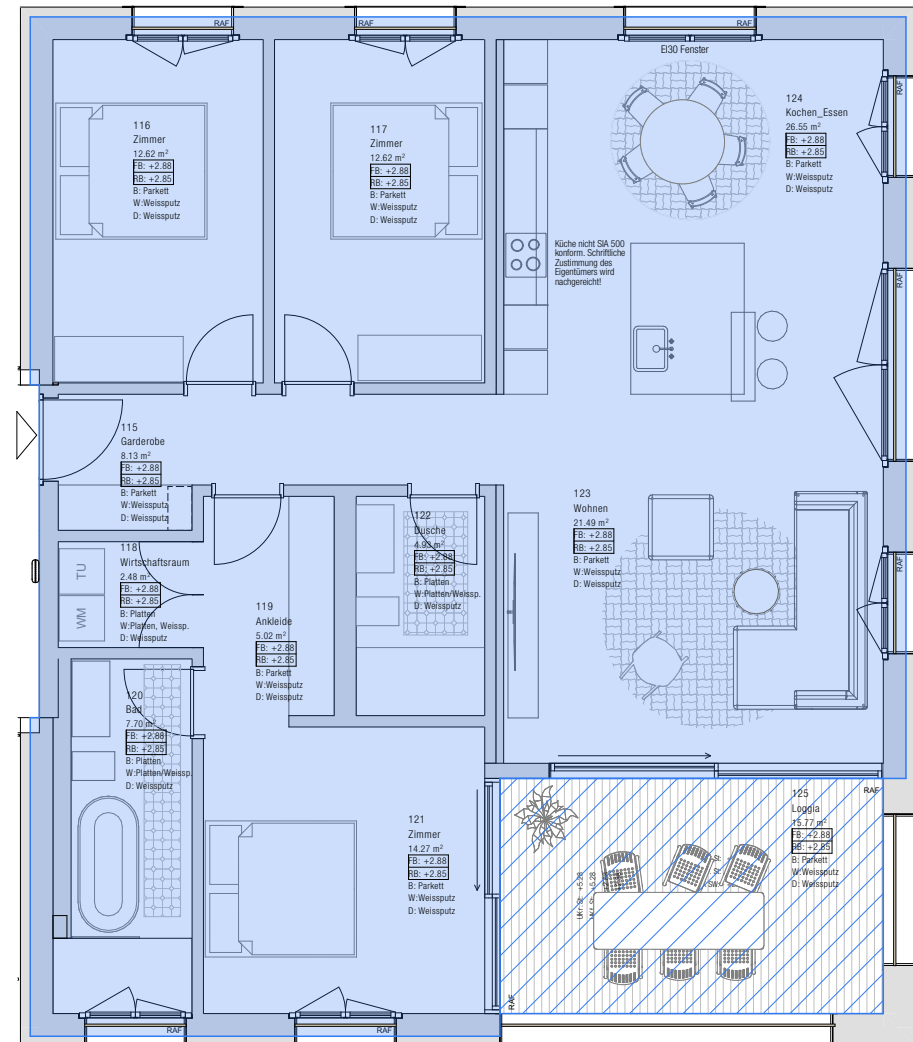 RAF
RAF
RAF
EI30 Fenster
RAF
116
Zimmer
12.62 m²
FB: +2.88
RB: +2.85
B: Parkett
W:Weissputz
D: Weissputz
117
Zimmer
12.62 m²
FB: +2.88
RB: +2.85
B: Parkett
W:Weissputz
D: Weissputz
124
Kochen_Essen
26.55 m²
FB: +2.88
RB: +2.85
B: Parkett
W:Weissputz
D: Weissputz
Küche nicht SIA 500
konform. Schriftliche
Zustimmung des
Eigentümers wird
nachgereicht!
RAF
115
Garderobe
8.13 m²
FB: +2.88
RB: +2.85
B: Parkett
W:Weissputz
D: Weissputz
118
Wirtschaftsraum
2.48 m²
FB: +2.88
RB: +2.85
B: Platten
W:Platten, Weissp.
D: Weissputz
TU
WM
119
Ankleide
5.02 m²
FB: +2.88
RB: +2.85
B: Parkett
W:Weissputz
D: Weissputz
122
Dusche
4.93 m²
FB: +2.88
RB: +2.85
B: Platten
W:Platten/Weissp.
D: Weissputz
123
Wohnen
21.49 m²
FB: +2.88
RB: +2.85
B: Parkett
W:Weissputz
D: Weissputz
RAF
120
Bad
7.70 m²
FB: +2.88
RB: +2.85
B: Platten
W:Platten/Weissp.
D: Weissputz
121
Zimmer
14.27 m²
FB: +2.88
RB: +2.85
B: Parkett
W:Weissputz
D: Weissputz
125
Loggia
15.77 m²
FB: +2.88
RB: +2.85
B: Parkett
W:Weissputz
D: Weissputz
RAF
St.
St.
SW.
+5.28
+5.28
RAF
RAF
RAF